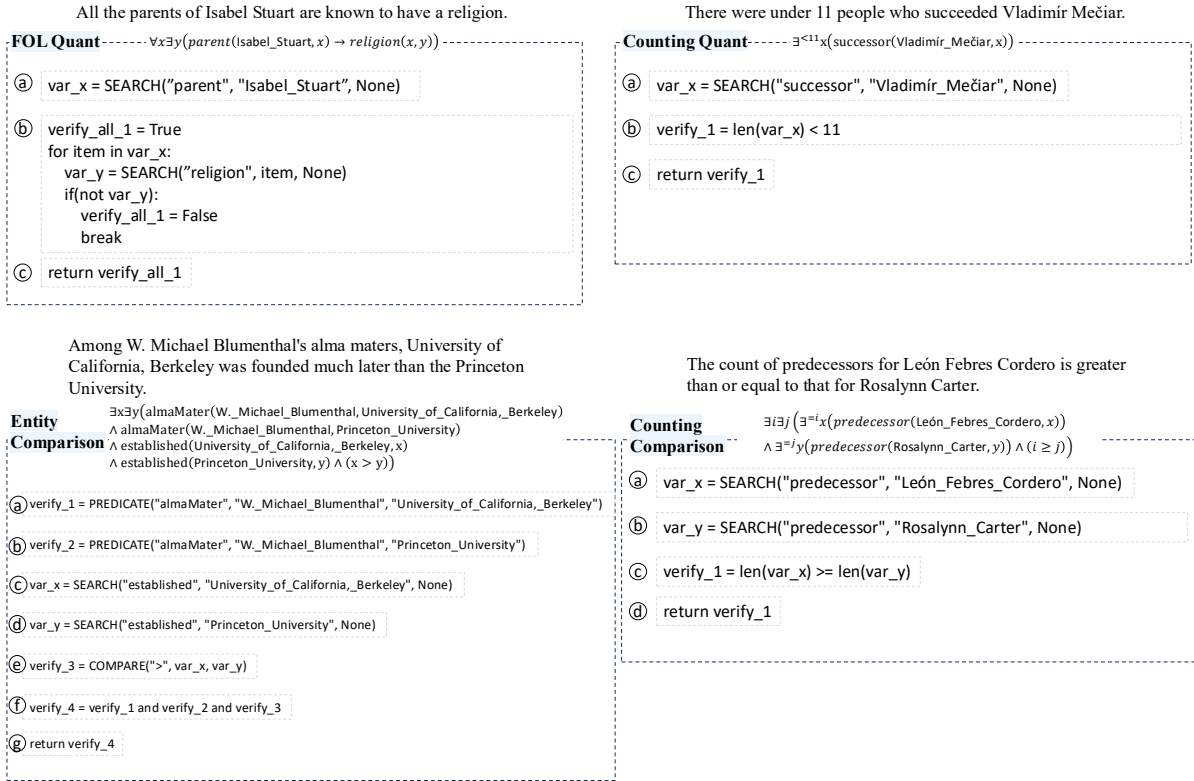 All the parents of Isabel Stuart are known to have a religion.
FOL Quant ∀x∃y(parent(Isabel_Stuart, x) → religion(x, y))
ⓐ var_x = SEARCH(”parent", "Isabel_Stuart”, None)
ⓑ verify_all_1 = True
for item in var_x:
var_y = SEARCH(”religion", item, None)
if(not var_y):
verify_all_1 = False
break
ⓒ return verify_all_1
There were under 11 people who succeeded Vladimír Mečiar.
Counting Quant ∃^{<11}x(successor(Vladimír_Mečiar, x))
ⓐ var_x = SEARCH("successor", "Vladimír_Mečiar", None)
ⓑ verify_1 = len(var_x) < 11
ⓒ return verify_1
Among W. Michael Blumenthal's alma maters, University of
California, Berkeley was founded much later than the Princeton
University.
Entity
Comparison
∃x∃y(almaMater(W._Michael_Blumenthal, University_of_California,_Berkeley)
∧ almaMater(W._Michael_Blumenthal, Princeton_University)
∧ established(University_of_California,_Berkeley, x)
∧ established(Princeton_University, y) ∧ (x > y))
ⓐ verify_1 = PREDICATE("almaMater", "W._Michael_Blumenthal", "University_of_California,_Berkeley")
ⓑ verify_2 = PREDICATE("almaMater", "W._Michael_Blumenthal", "Princeton_University")
ⓒ var_x = SEARCH("established", "University_of_California,_Berkeley", None)
ⓓ var_y = SEARCH("established", "Princeton_University", None)
ⓔ verify_3 = COMPARE(">", var_x, var_y)
ⓕ verify_4 = verify_1 and verify_2 and verify_3
ⓖ return verify_4
The count of predecessors for León Febres Cordero is greater
than or equal to that for Rosalynn Carter.
Counting
Comparison
∃i∃j (∃^{=i}x(predecessor(León_Febres_Cordero, x))
∧ ∃^{=j}y(predecessor(Rosalynn_Carter, y)) ∧ (i ≥ j))
ⓐ var_x = SEARCH("predecessor", "León_Febres_Cordero", None)
ⓑ var_y = SEARCH("predecessor", "Rosalynn_Carter", None)
ⓒ verify_1 = len(var_x) >= len(var_y)
ⓓ return verify_1